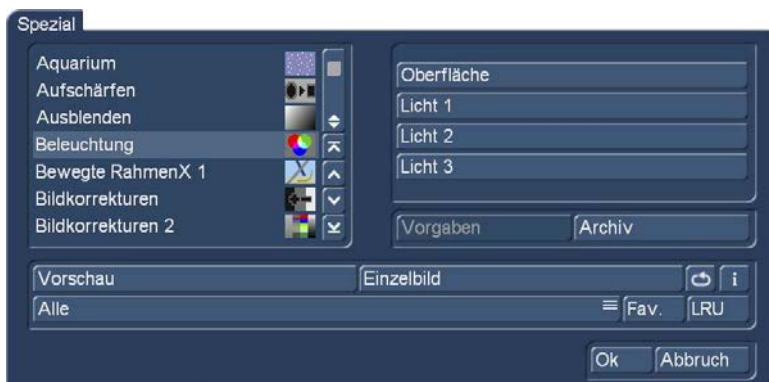 Spezial
Aquarium
Aufschärfen
Ausblenden
Beleuchtung
Bewegte RahmenX 1
Bildkorrekturen
Bildkorrekturen 2
Oberfläche
Licht 1
Licht 2
Licht 3
Vorgaben Archiv
Vorschau Einzelbild i
Alle Fav. LRU
Ok Abbruch